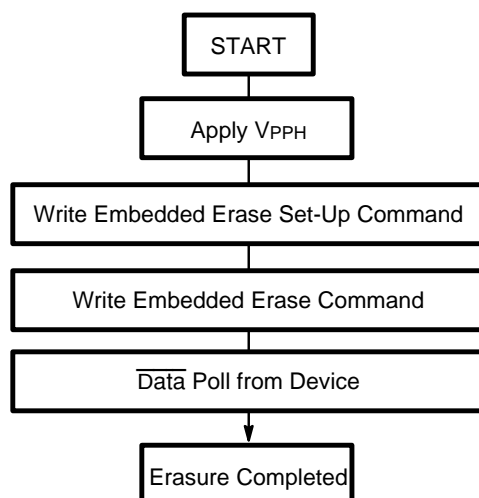 START
Apply VPPH
Write Embedded Erase Set-Up Command
Write Embedded Erase Command
Data Poll from Device
Erasure Completed